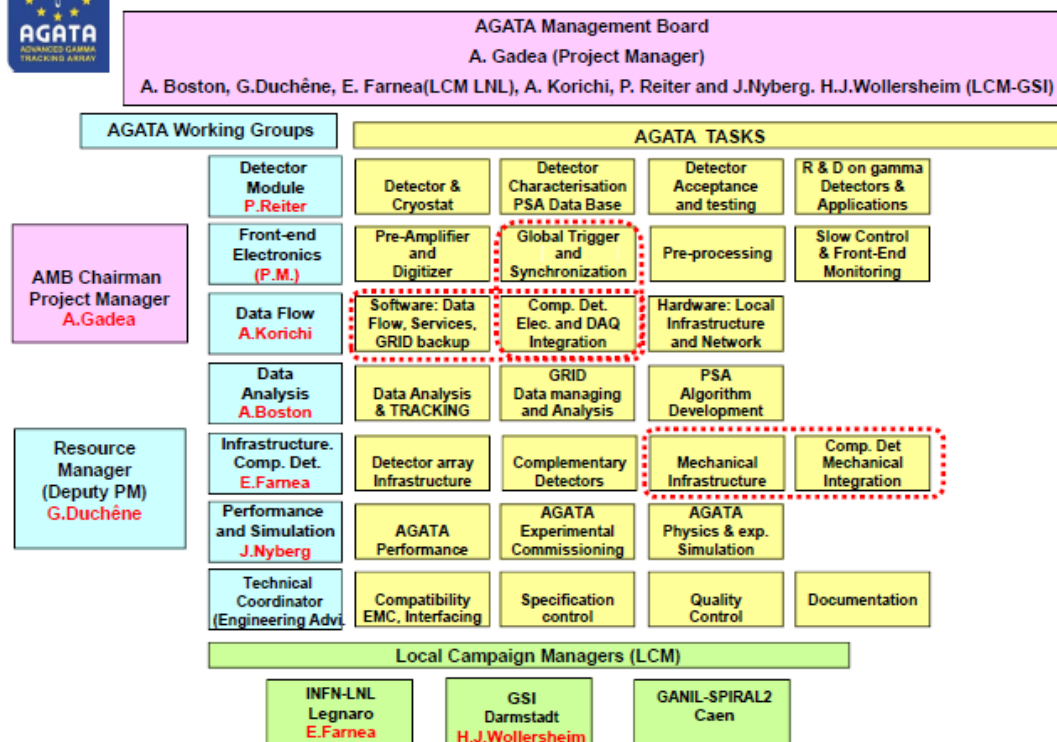 AGATA
ADVANCED GAMMA
TRACKING ARRAY
AGATA Management Board
A. Gadea (Project Manager)
A. Boston, G.Duchêne, E. Farnea(LCM LNL), A. Korichi, P. Reiter and J.Nyberg. H.J.Wollersheim (LCM-GSI)
AGATA Working Groups
AGATA TASKS
Detector
Module
P.Reiter
Detector &
Cryostat
Detector
Characterisation
PSA Data Base
Detector
Acceptance
and testing
R & D on gamma
Detectors &
Applications
AMB Chairman
Project Manager
A.Gadea
Front-end
Electronics
(P.M.)
Pre-Amplifier
and
Digitizer
Global Trigger
and
Synchronization
Pre-processing
Slow Control
& Front-End
Monitoring
Data Flow
A.Korichi
Software: Data
Flow, Services,
GRID backup
Comp. Det.
Elec. and DAQ
Integration
Hardware: Local
Infrastructure
and Network
Data
Analysis
A.Boston
Data Analysis
& TRACKING
GRID
Data managing
and Analysis
PSA
Algorithm
Development
Resource
Manager
(Deputy PM)
G.Duchêne
Infrastructure.
Comp. Det.
E.Farnea
Detector array
Infrastructure
Complementary
Detectors
Mechanical
Infrastructure
Comp. Det
Mechanical
Integration
Performance
and Simulation
J.Nyberg
AGATA
Performance
AGATA
Experimental
Commissioning
AGATA
Physics & exp.
Simulation
Technical
Coordinator
(Engineering Advi.
Compatibility
EMC, Interfacing
Specification
control
Quality
Control
Documentation
Local Campaign Managers (LCM)
INFN-LNL
Legnaro
E.Farnea
GSI
Darmstadt
H.J.Wollersheim
GANIL-SPIRAL2
Caen